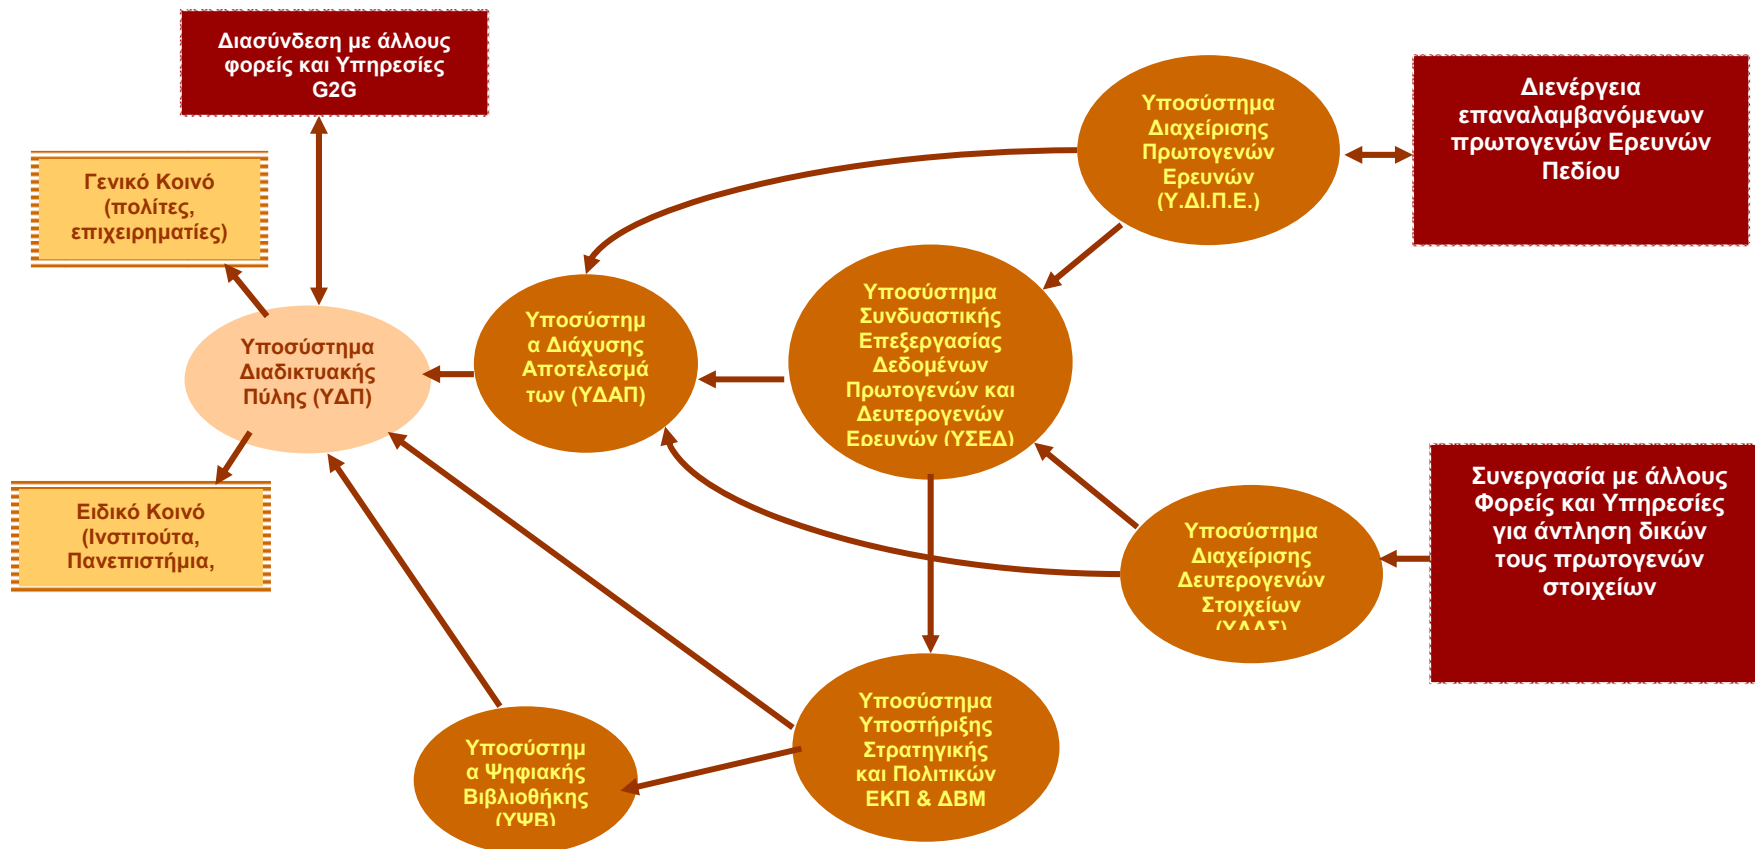 Διασύνδεση με άλλους
φορείς και Υπηρεσίες
G2G
Γενικό Κοινό
(πολίτες,
επιχειρηματίες)
Υποσύστημα
Διαδικτυακής
Πύλης (ΥΔΠ)
Ειδικό Κοινό
(Ινστιτούτα,
Πανεπιστήμια,
Υποσύστημ
α Διάχυσης
Αποτελεσμά
των (ΥΔΑΠ)
Υποσύστημα
Συνδυαστικής
Επεξεργασίας
Δεδομένων
Πρωτογενών και
Δευτερογενών
Ερευνών (ΥΣΕΔ)
Υποσύστημα
Διαχείρισης
Πρωτογενών
Ερευνών
(Υ.ΔΙ.Π.Ε.)
Διενέργεια
επαναλαμβανόμενων
πρωτογενών Ερευνών
Πεδίου
Υποσύστημα
Διαχείρισης
Δευτερογενών
Στοιχείων
Συνεργασία με άλλους
Φορείς και Υπηρεσίες
για άντληση δικών
τους πρωτογενών
στοιχείων
Υποσύστημα
Υποστήριξης
Στρατηγικής
και Πολιτικών
ΕΚΠ & ΔΒΜ
Υποσύστημ
α Ψηφιακής
Βιβλιοθήκης
(ΥΨΒ)